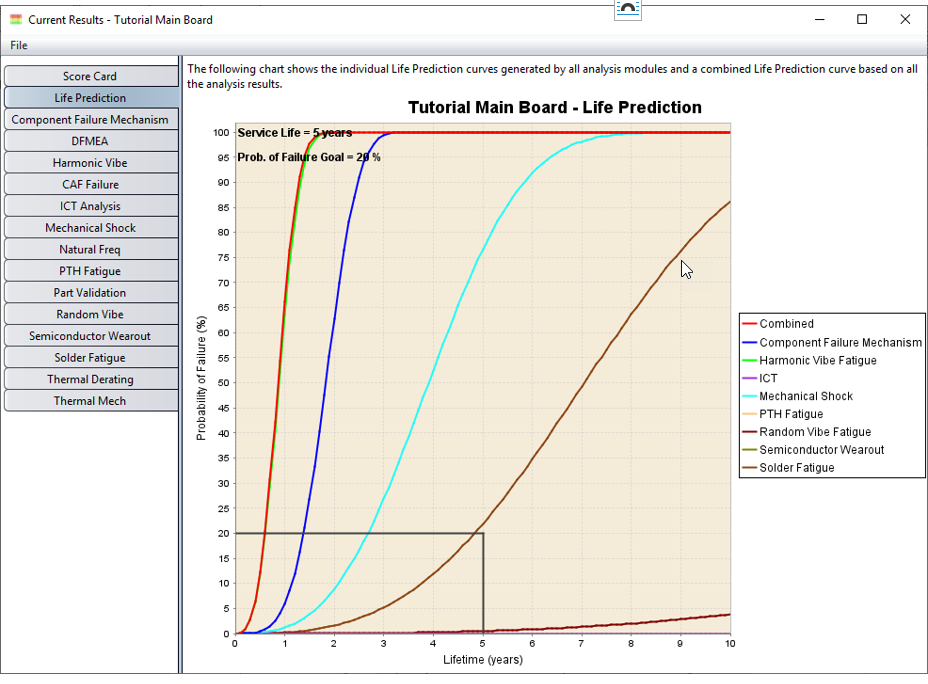 Current Results - Tutorial Main Board
File
Score Card
Life Prediction
Component Failure Mechanism
DFMEA
Harmonic Vibe
CAF Failure
ICT Analysis
Mechanical Shock
Natural Freq
PTH Fatigue
Part Validation
Random Vibe
Semiconductor Wearout
Solder Fatigue
Thermal Derating
Thermal Mech
The following chart shows the individual Life Prediction curves generated by all analysis modules and a combined Life Prediction curve based on all
the analysis results.
Tutorial Main Board - Life Prediction
Service Life = 5 years
Prob. of Failure Goal = 20 %
Probability of Failure (%)
100
95
90
85
80
75
70
65
60
55
50
45
40
35
30
25
20
15
10
5
0
0 1 2 3 4 5 6 7 8 9 10
Lifetime (years)
Combined
Component Failure Mechanism
Harmonic Vibe Fatigue
ICT
Mechanical Shock
PTH Fatigue
Random Vibe Fatigue
Semiconductor Wearout
Solder Fatigue